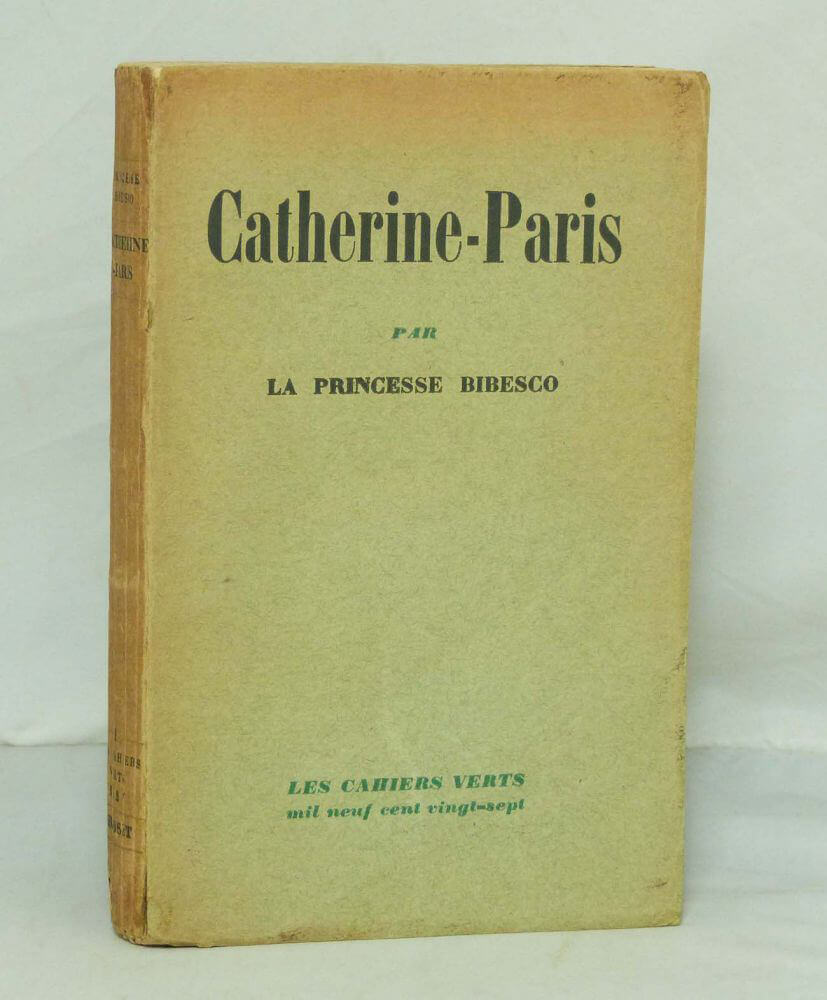 Catherine-Paris
PAR
LA PRINCESSE BIBESCO
LES CAHIERS VERTS
mil neuf cent vingt-sept